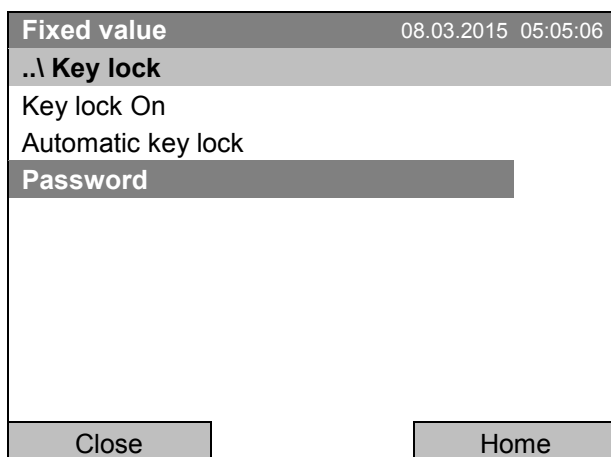 Fixed value 08.03.2015 05:05:06
..\ Key lock
Key lock On
Automatic key lock
Password
Close Home